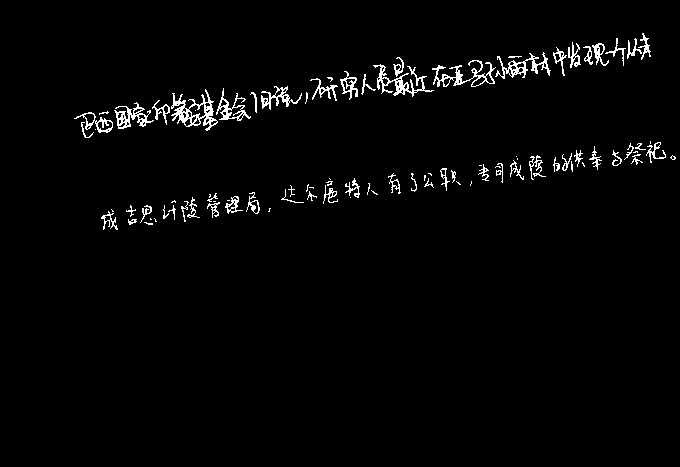 巴西国家印第安基金会1日说，研究人员最近在亚马孙雨林中发现一个从未
成吉思汗陵管理局，达尔扈特人有了公职，专司成陵的供奉与祭祀。